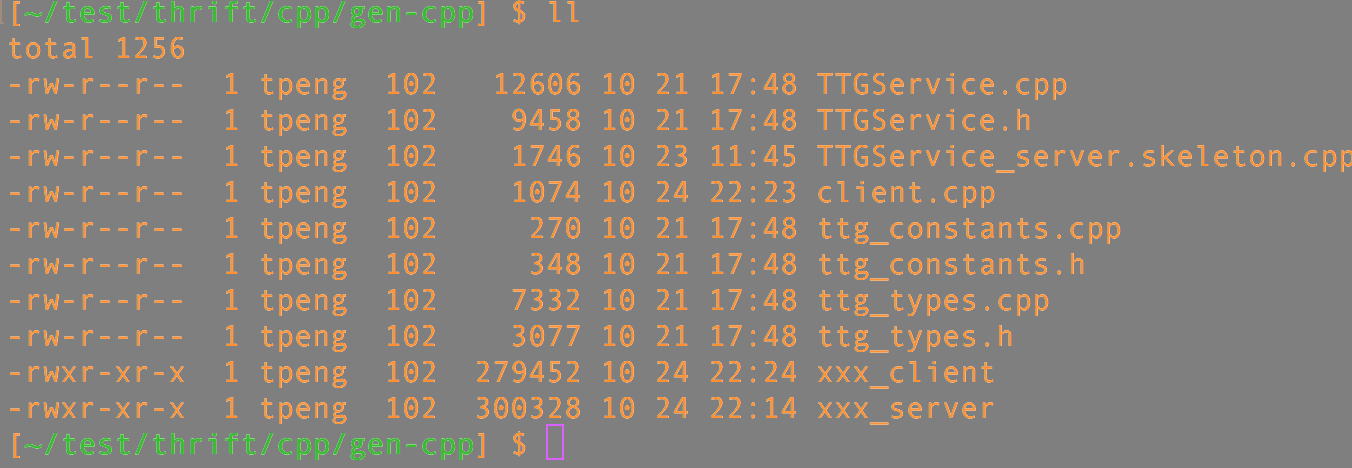 [~/test/thrift/cpp/gen-cpp] $ ll
total 1256
-rw-r--r--  1 tpeng  102   12606 10 21 17:48 TTGService.cpp
-rw-r--r--  1 tpeng  102    9458 10 21 17:48 TTGService.h
-rw-r--r--  1 tpeng  102    1746 10 23 11:45 TTGService_server.skeleton.cpp
-rw-r--r--  1 tpeng  102    1074 10 24 22:23 client.cpp
-rw-r--r--  1 tpeng  102     270 10 21 17:48 ttg_constants.cpp
-rw-r--r--  1 tpeng  102     348 10 21 17:48 ttg_constants.h
-rw-r--r--  1 tpeng  102    7332 10 21 17:48 ttg_types.cpp
-rw-r--r--  1 tpeng  102    3077 10 21 17:48 ttg_types.h
-rwxr-xr-x  1 tpeng  102  279452 10 24 22:24 xxx_client
-rwxr-xr-x  1 tpeng  102  300328 10 24 22:14 xxx_server
[~/test/thrift/cpp/gen-cpp] $